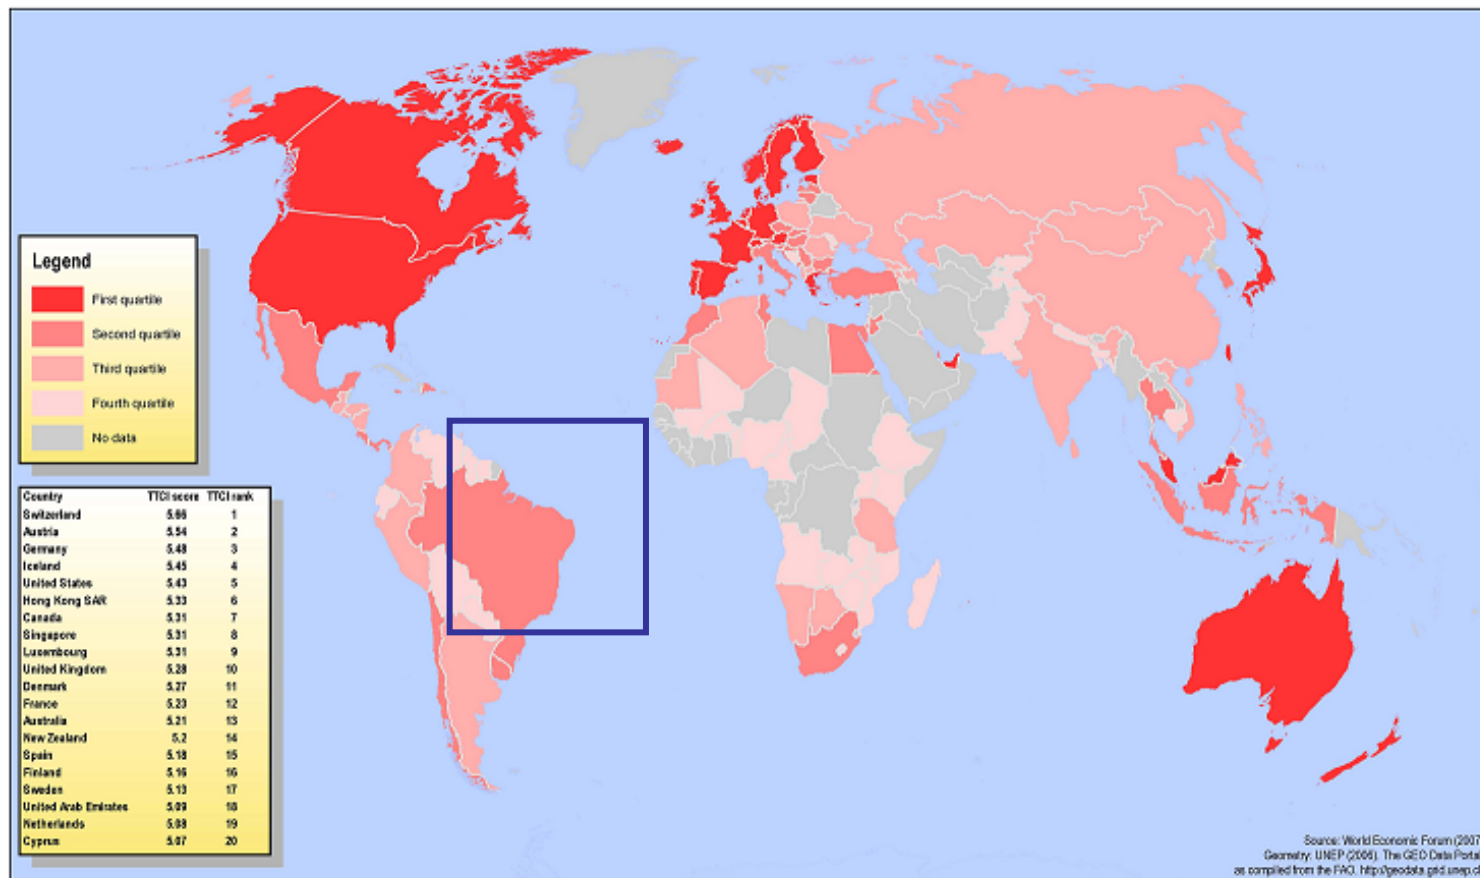 Legend
First quartile
Second quartile
Third quartile
Fourth quartile
No data
Country TTCI score TTCI rank
Switzerland 5.66 1
Austria 5.54 2
Germany 5.48 3
Iceland 5.45 4
United States 5.43 5
Hong Kong SAR 5.33 6
Canada 5.31 7
Singapore 5.31 8
Luxembourg 5.31 9
United Kingdom 5.28 10
Denmark 5.27 11
France 5.23 12
Australia 5.21 13
New Zealand 5.2 14
Spain 5.18 15
Finland 5.16 16
Sweden 5.13 17
United Arab Emirates 5.09 18
Netherlands 5.08 19
Cyprus 5.07 20
Source: World Economic Forum (2007
Geometry: UNEP (2006). The GEO Data Portal
as compiled from the FAO. http://geodata.grid.unep.c